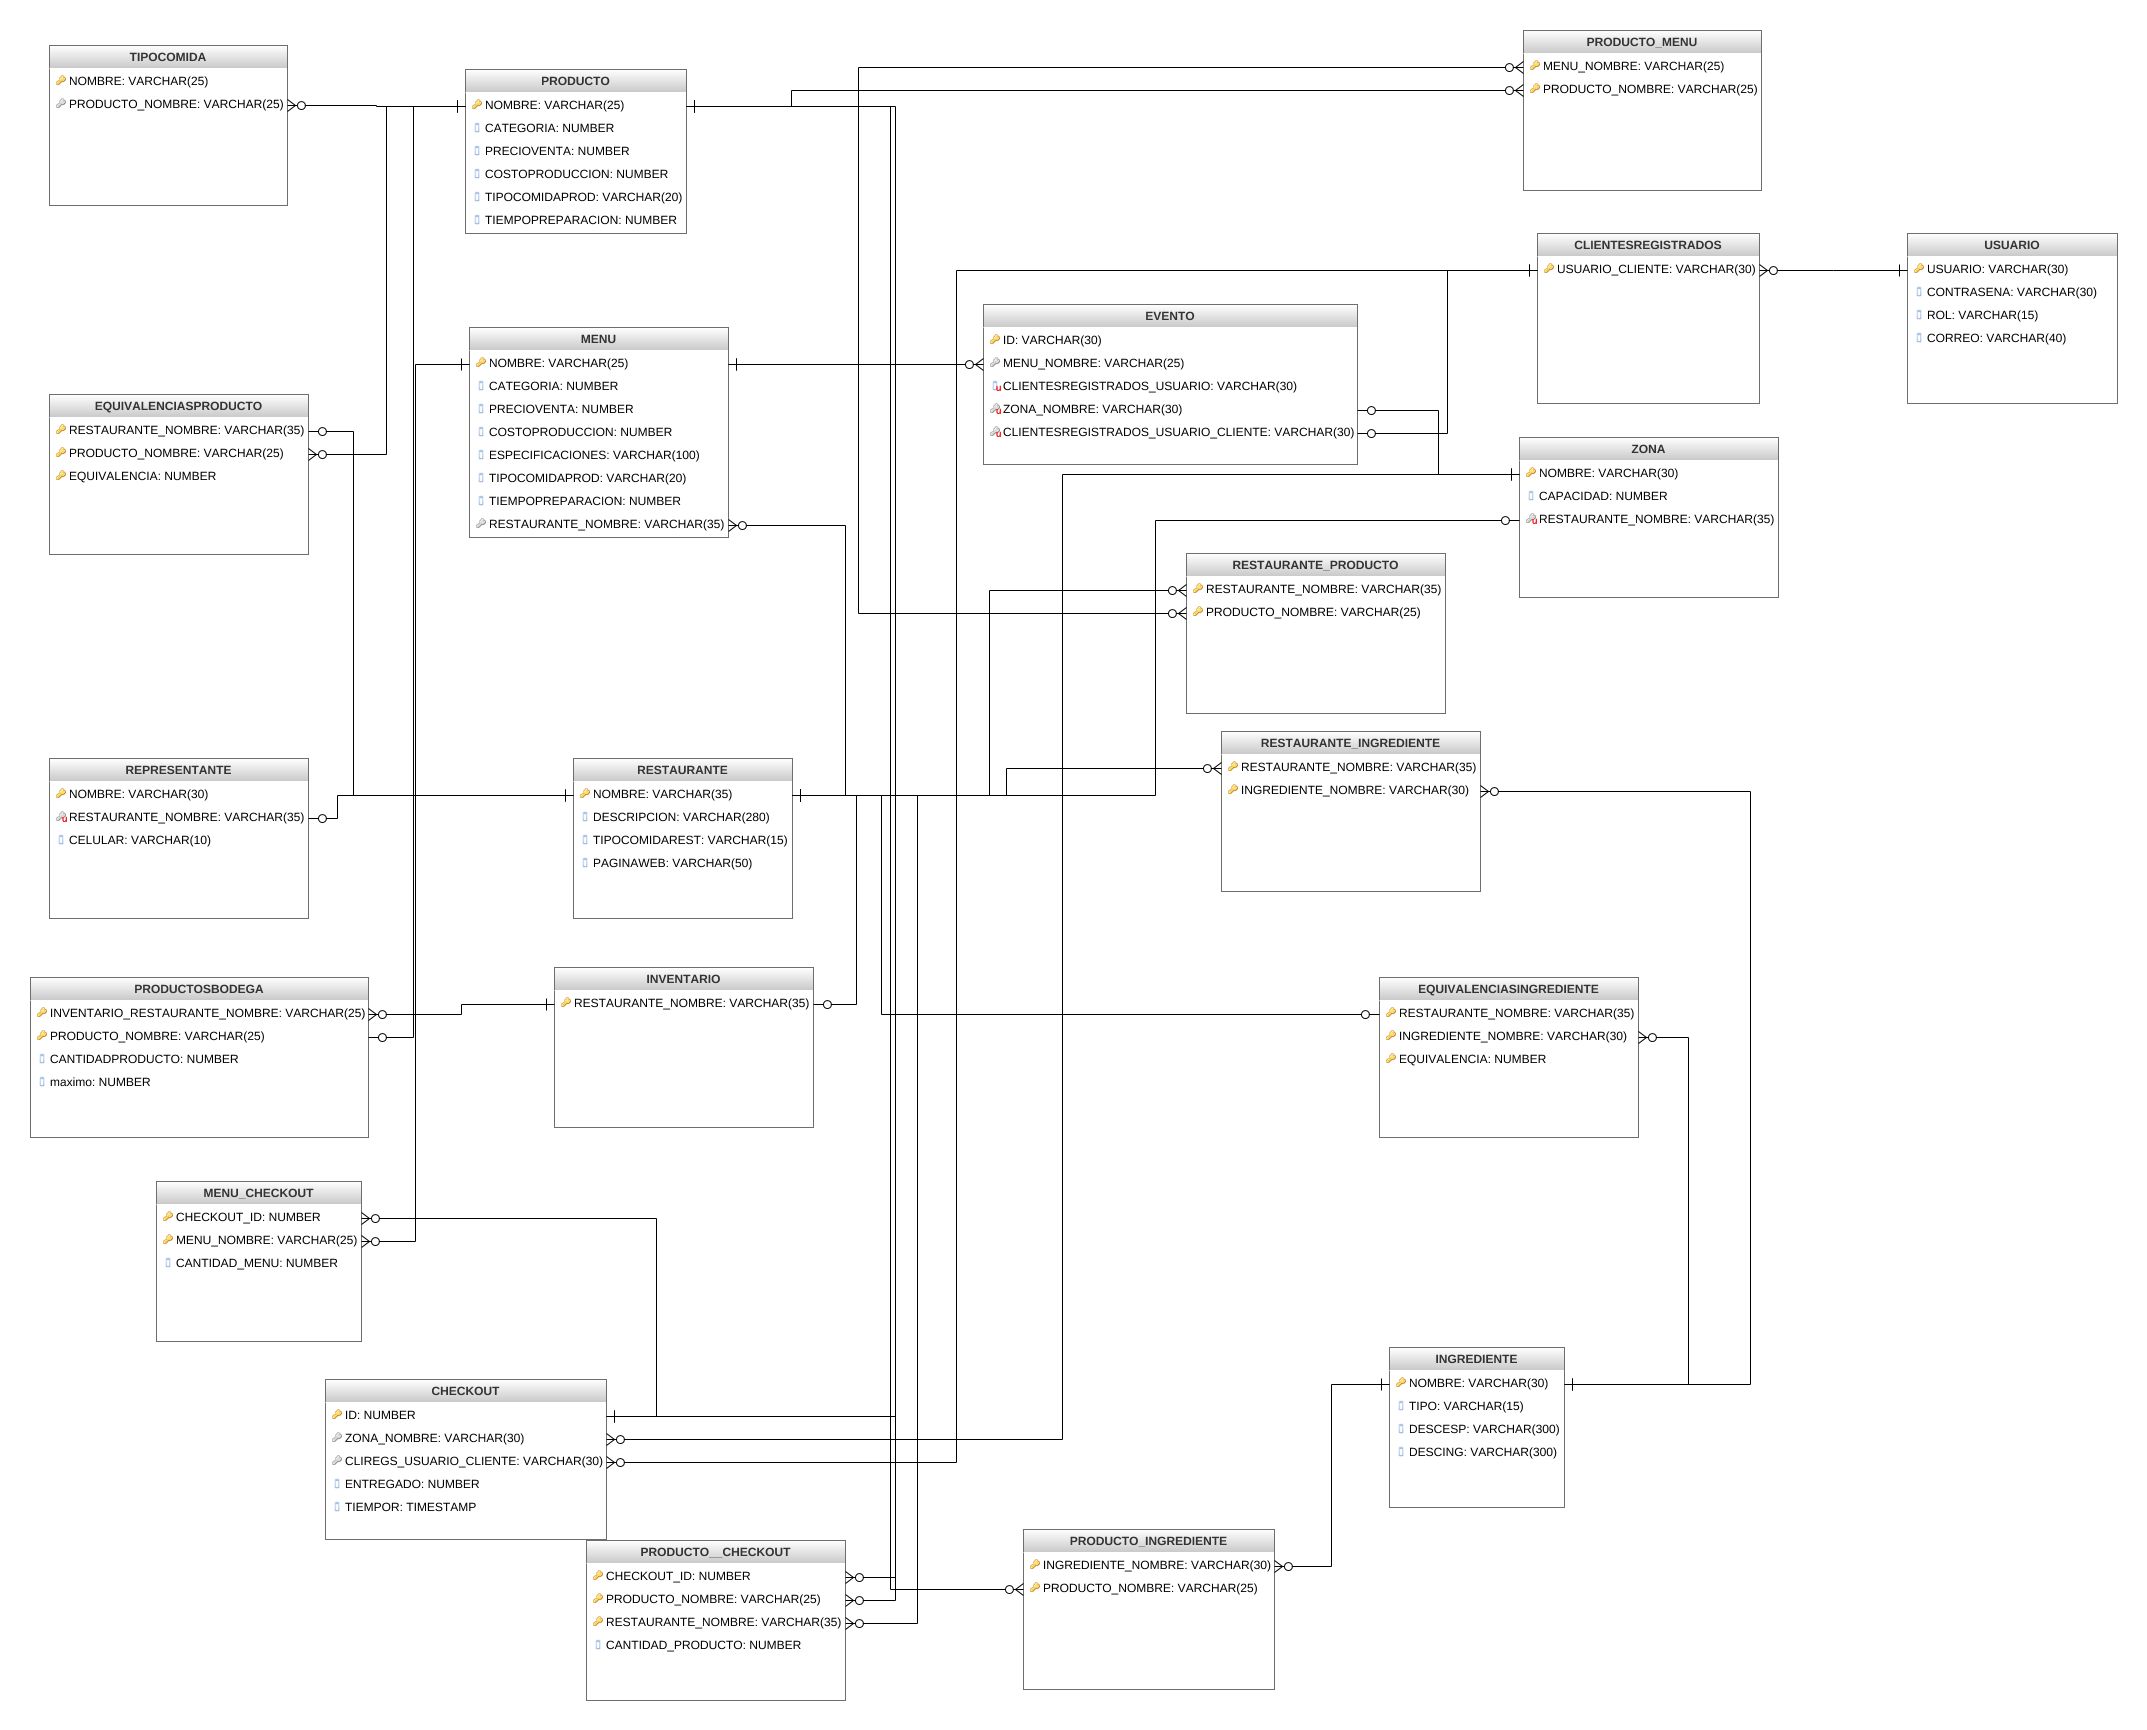 TIPOCOMIDA
NOMBRE: VARCHAR(25)
PRODUCTO_NOMBRE: VARCHAR(25)
PRODUCTO
NOMBRE: VARCHAR(25)
CATEGORIA: NUMBER
PRECIOVENTA: NUMBER
COSTOPRODUCCION: NUMBER
TIPOCOMIDAPROD: VARCHAR(20)
TIEMPOPREPARACION: NUMBER
PRODUCTO_MENU
MENU_NOMBRE: VARCHAR(25)
PRODUCTO_NOMBRE: VARCHAR(25)
CLIENTESREGISTRADOS
USUARIO_CLIENTE: VARCHAR(30)
USUARIO
USUARIO: VARCHAR(30)
CONTRASENA: VARCHAR(30)
ROL: VARCHAR(15)
CORREO: VARCHAR(40)
EVENTO
ID: VARCHAR(30)
MENU_NOMBRE: VARCHAR(25)
CLIENTESREGISTRADOS_USUARIO: VARCHAR(30)
ZONA_NOMBRE: VARCHAR(30)
CLIENTESREGISTRADOS_USUARIO_CLIENTE: VARCHAR(30)
MENU
NOMBRE: VARCHAR(25)
CATEGORIA: NUMBER
PRECIOVENTA: NUMBER
COSTOPRODUCCION: NUMBER
ESPECIFICACIONES: VARCHAR(100)
TIPOCOMIDAPROD: VARCHAR(20)
TIEMPOPREPARACION: NUMBER
RESTAURANTE_NOMBRE: VARCHAR(35)
EQUIVALENCIASPRODUCTO
RESTAURANTE_NOMBRE: VARCHAR(35)
PRODUCTO_NOMBRE: VARCHAR(25)
EQUIVALENCIA: NUMBER
ZONA
NOMBRE: VARCHAR(30)
CAPACIDAD: NUMBER
RESTAURANTE_NOMBRE: VARCHAR(35)
RESTAURANTE_PRODUCTO
RESTAURANTE_NOMBRE: VARCHAR(35)
PRODUCTO_NOMBRE: VARCHAR(25)
RESTAURANTE_INGREDIENTE
RESTAURANTE_NOMBRE: VARCHAR(35)
INGREDIENTE_NOMBRE: VARCHAR(30)
REPRESENTANTE
NOMBRE: VARCHAR(30)
RESTAURANTE_NOMBRE: VARCHAR(35)
CELULAR: VARCHAR(10)
RESTAURANTE
NOMBRE: VARCHAR(35)
DESCRIPCION: VARCHAR(280)
TIPOCOMIDAREST: VARCHAR(15)
PAGINAWEB: VARCHAR(50)
PRODUCTOSBODEGA
INVENTARIO_RESTAURANTE_NOMBRE: VARCHAR(25)
PRODUCTO_NOMBRE: VARCHAR(25)
CANTIDADPRODUCTO: NUMBER
maximo: NUMBER
INVENTARIO
RESTAURANTE_NOMBRE: VARCHAR(35)
EQUIVALENCIASINGREDIENTE
RESTAURANTE_NOMBRE: VARCHAR(35)
INGREDIENTE_NOMBRE: VARCHAR(30)
EQUIVALENCIA: NUMBER
MENU_CHECKOUT
CHECKOUT_ID: NUMBER
MENU_NOMBRE: VARCHAR(25)
CANTIDAD_MENU: NUMBER
INGREDIENTE
NOMBRE: VARCHAR(30)
TIPO: VARCHAR(15)
DESCESP: VARCHAR(300)
DESCING: VARCHAR(300)
CHECKOUT
ID: NUMBER
ZONA_NOMBRE: VARCHAR(30)
CLIREGS_USUARIO_CLIENTE: VARCHAR(30)
ENTREGADO: NUMBER
TIEMPOR: TIMESTAMP
PRODUCTO__CHECKOUT
CHECKOUT_ID: NUMBER
PRODUCTO_NOMBRE: VARCHAR(25)
RESTAURANTE_NOMBRE: VARCHAR(35)
CANTIDAD_PRODUCTO: NUMBER
PRODUCTO_INGREDIENTE
INGREDIENTE_NOMBRE: VARCHAR(30)
PRODUCTO_NOMBRE: VARCHAR(25)